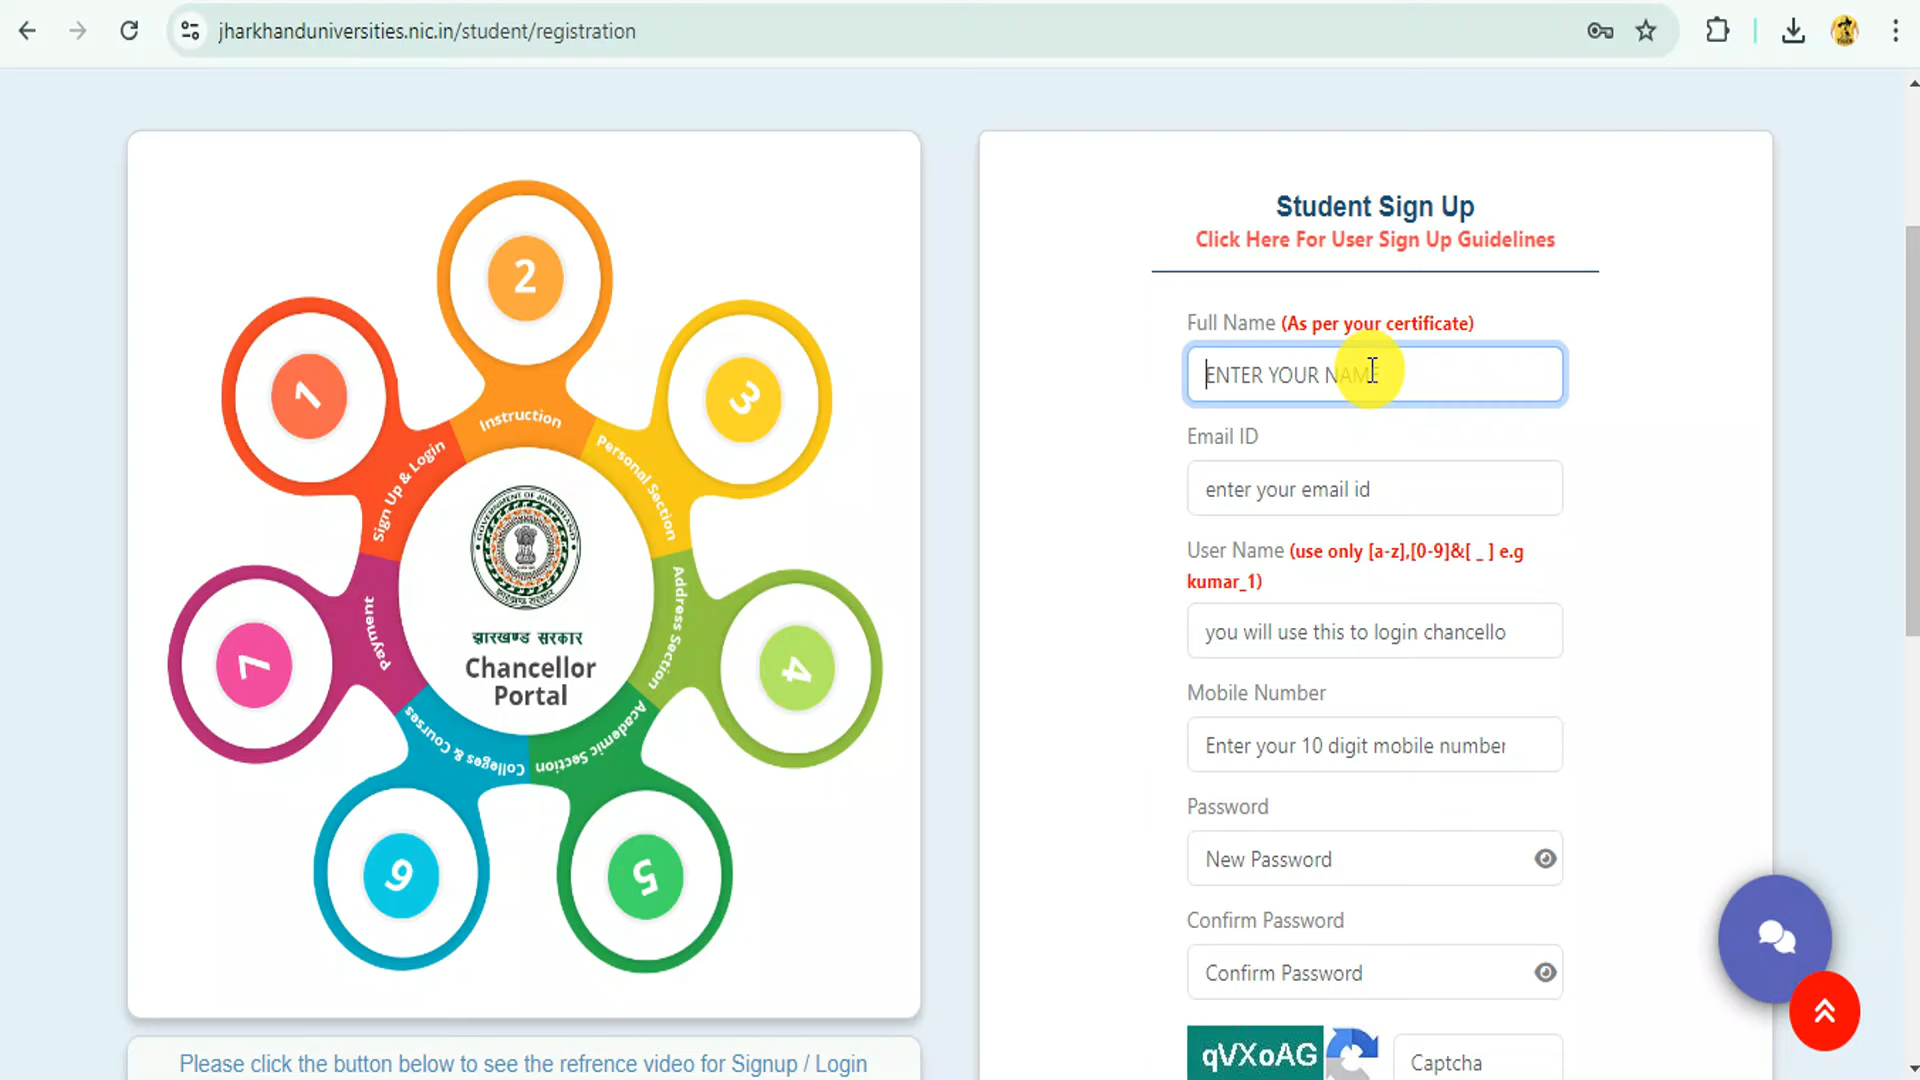 jharkhanduniversities.nic.in/student/registration
1
Sign Up & Login
2
Instruction
3
Personal Section
4
Address Section
5
Academic Section
6
Colleges & Courses
7
Payment
झारखण्ड सरकार
Chancellor
Portal
Please click the button below to see the refrence video for Signup / Login
Student Sign Up
Click Here For User Sign Up Guidelines
Full Name (As per your certificate)
ENTER YOUR NAME
Email ID
enter your email id
User Name (use only [a-z],[0-9]&[ _ ] e.g
kumar_1)
you will use this to login chancello
Mobile Number
Enter your 10 digit mobile number
Password
New Password
Confirm Password
Confirm Password
qVXoAG
Captcha